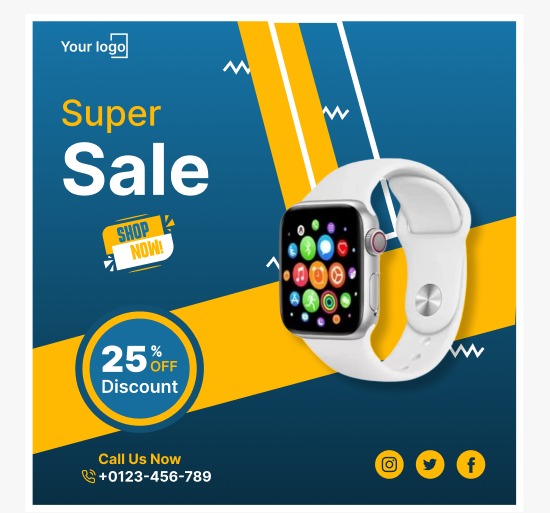 Your logo
Super
Sale
SHOP
NOW!
25%
OFF
Discount
Call Us Now
+0123-456-789